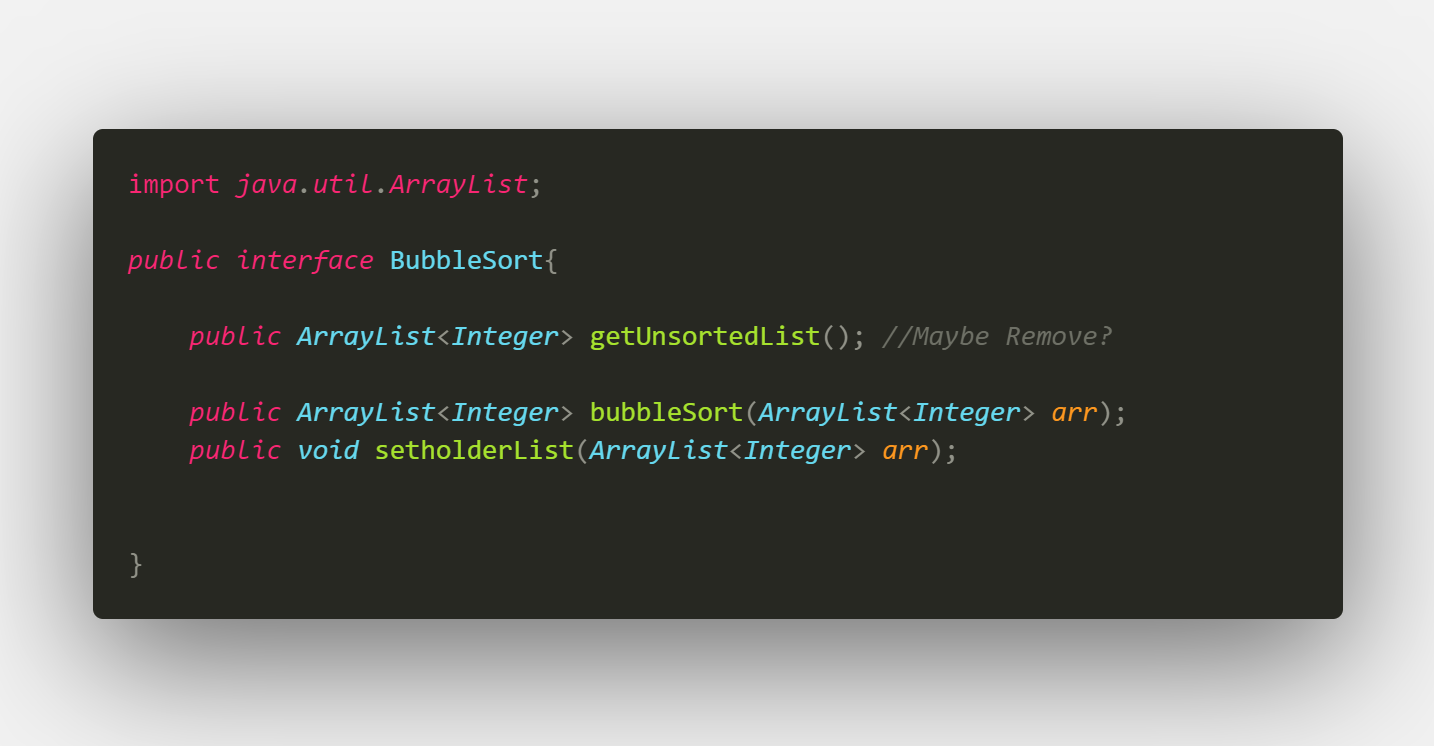 import java.util.ArrayList;
public interface BubbleSort{
public ArrayList<Integer> getUnsortedList(); //Maybe Remove?
public ArrayList<Integer> bubbleSort(ArrayList<Integer> arr);
public void setholderList(ArrayList<Integer> arr);
}